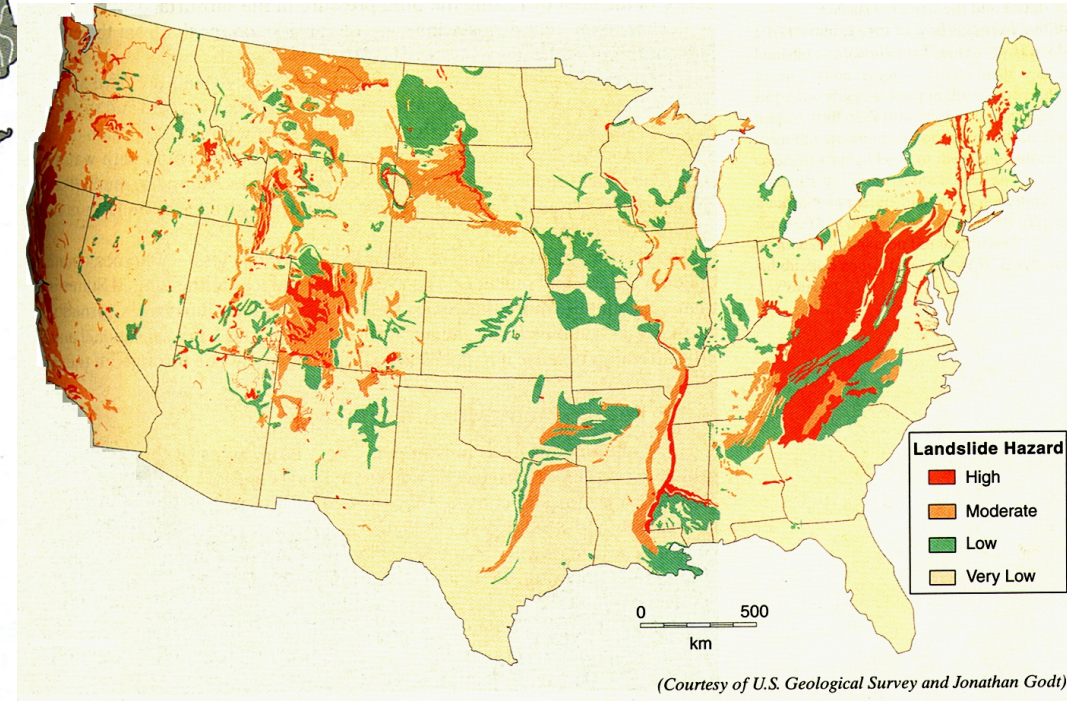 Landslide Hazard
High
Moderate
Low
Very Low
0 500
km
(Courtesy of U.S. Geological Survey and Jonathan Godt)